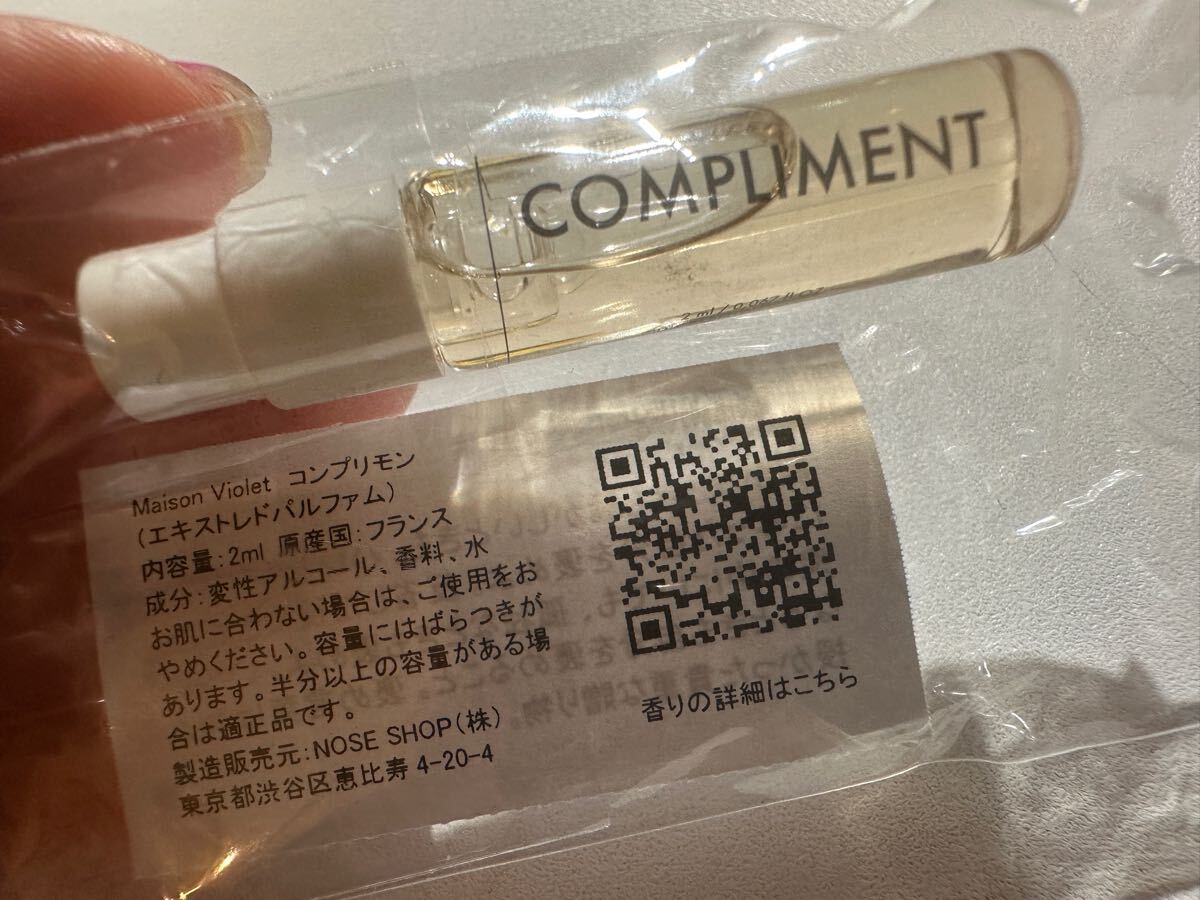 COMPLIMENT
2 ml / 0.067 fl OZ
Maison Violet コンプリモン
(エキストレドパルファム)
内容量:2ml 原産国:フランス
成分:変性アルコール、香料、水
お肌に合わない場合は、ご使用をお
やめください。容量にはばらつきが
あります。半分以上の容量がある場
合は適正品です。
製造販売元:NOSE SHOP(株)
東京都渋谷区恵比寿 4-20-4
香りの詳細はこちら